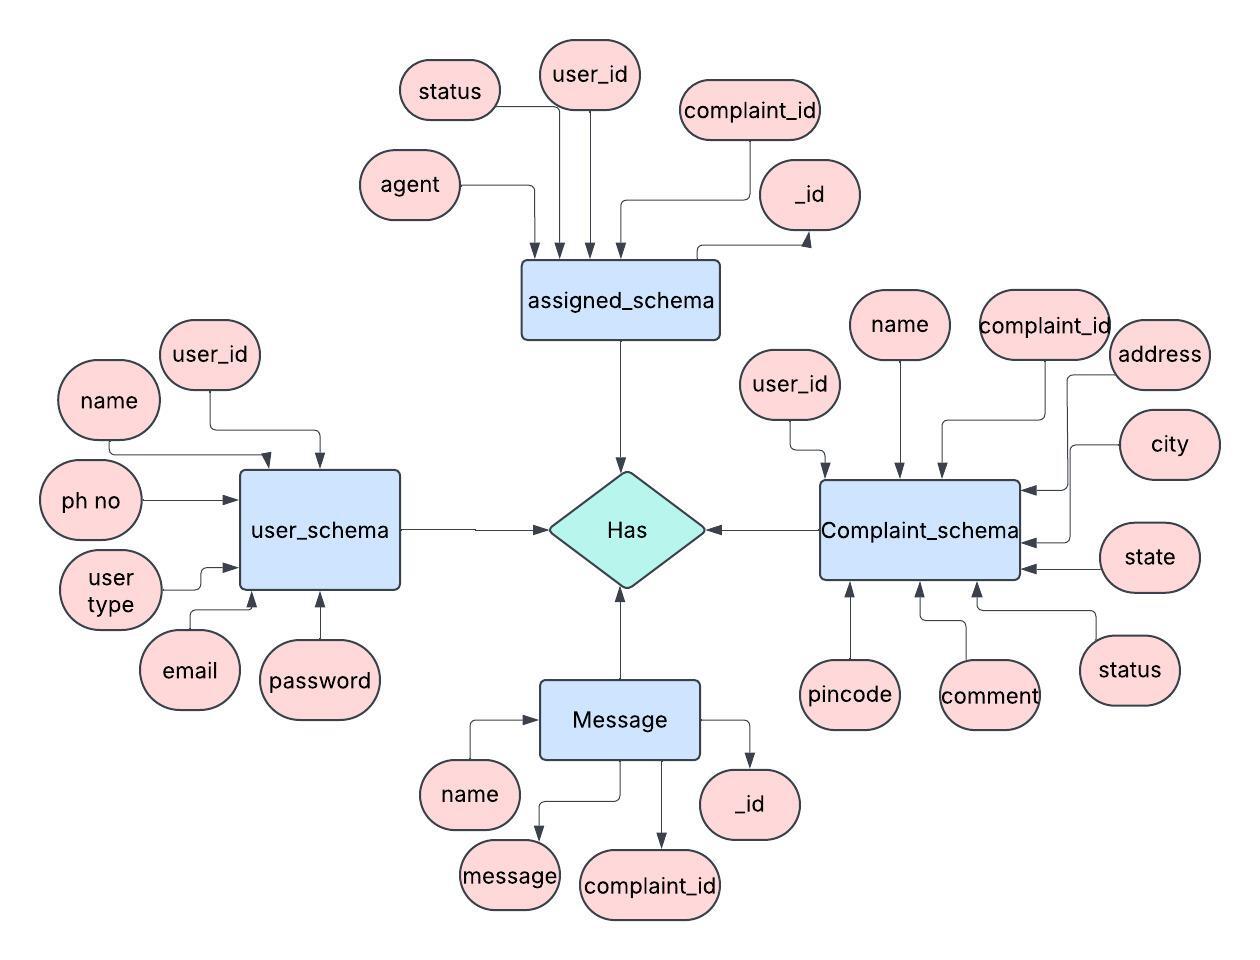 user_id
status
complaint_id
agent
_id
assigned_schema
name
complaint_id
address
user_id
user_id
name
city
ph no
user_schema
Has
Complaint_schema
state
user
type
email
password
pincode
comment
status
Message
name
_id
message
complaint_id